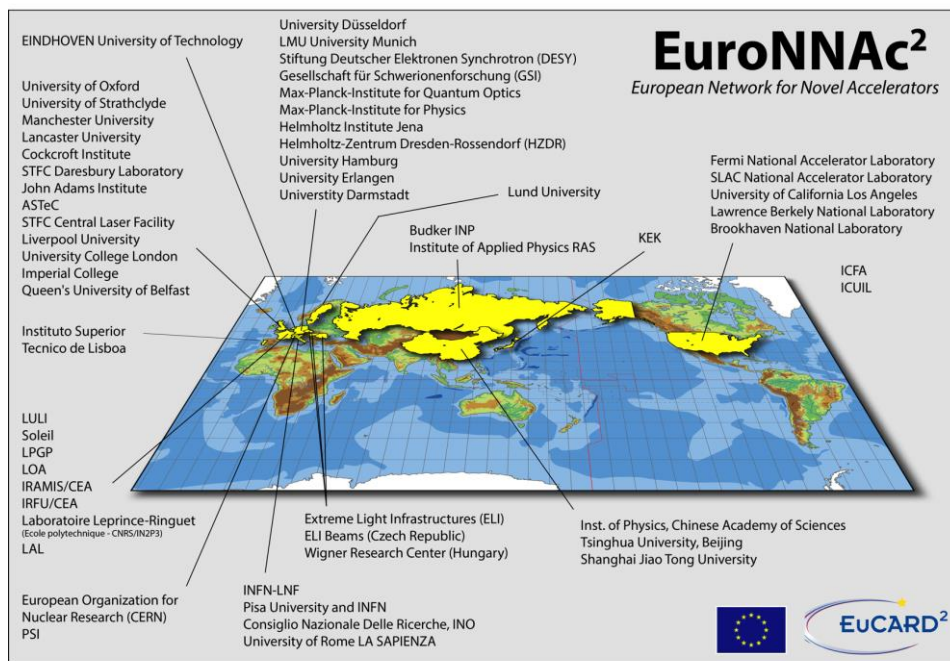 EuroNNAc²
European Network for Novel Accelerators
EINDHOVEN University of Technology
University of Oxford
University of Strathclyde
Manchester University
Lancaster University
Cockcroft Institute
STFC Daresbury Laboratory
John Adams Institute
ASTeC
STFC Central Laser Facility
Liverpool University
University College London
Imperial College
Queen's University of Belfast
Instituto Superior
Tecnico de Lisboa
University Düsseldorf
LMU University Munich
Stiftung Deutscher Elektronen Synchrotron (DESY)
Gesellschaft für Schwerionenforschung (GSI)
Max-Planck-Institute for Quantum Optics
Max-Planck-Institute for Physics
Helmholtz Institute Jena
Helmholtz-Zentrum Dresden-Rossendorf (HZDR)
University Hamburg
University Erlangen
Universtity Darmstadt
Lund University
Budker INP
Institute of Applied Physics RAS
KEK
Fermi National Accelerator Laboratory
SLAC National Accelerator Laboratory
University of California Los Angeles
Lawrence Berkely National Laboratory
Brookhaven National Laboratory
ICFA
ICUIL
LULI
Soleil
LPGP
LOA
IRAMIS/CEA
IRFU/CEA
Laboratoire Leprince-Ringuet
(Ecole polytechnique - CNRS/IN2P3)
LAL
European Organization for
Nuclear Research (CERN)
PSI
Extreme Light Infrastructures (ELI)
ELI Beams (Czech Republic)
Wigner Research Center (Hungary)
INFN-LNF
Pisa University and INFN
Consiglio Nazionale Delle Ricerche, INO
University of Rome LA SAPIENZA
Inst. of Physics, Chinese Academy of Sciences
Tsinghua University, Beijing
Shanghai Jiao Tong University
EuCARD²